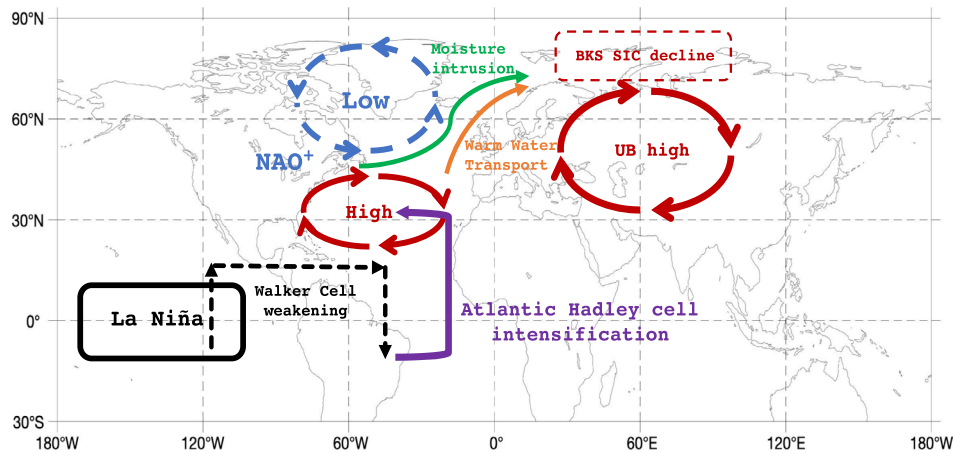 90°N
60°N
30°N
0°
30°S
Moisture
intrusion
BKS SIC decline
Low
NAO+
Warm Water
Transport
UB high
High
La Niña
Walker Cell
weakening
Atlantic Hadley cell
intensification
180°W
120°W
60°W
0°
60°E
120°E
180°W